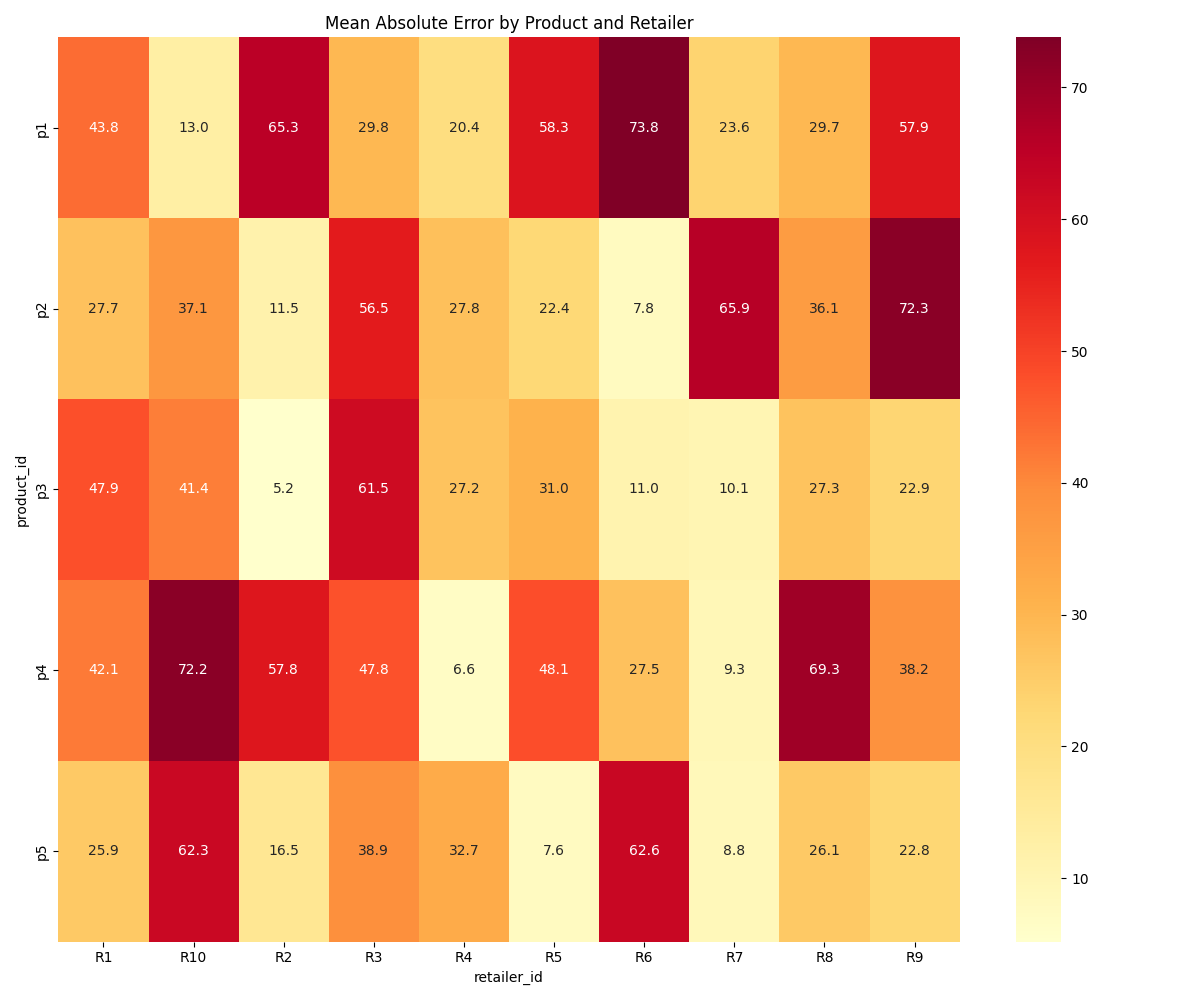 Mean Absolute Error by Product and Retailer
product_id
p1 43.8 13.0 65.3 29.8 20.4 58.3 73.8 23.6 29.7 57.9
p2 27.7 37.1 11.5 56.5 27.8 22.4 7.8 65.9 36.1 72.3
p3 47.9 41.4 5.2 61.5 27.2 31.0 11.0 10.1 27.3 22.9
p4 42.1 72.2 57.8 47.8 6.6 48.1 27.5 9.3 69.3 38.2
p5 25.9 62.3 16.5 38.9 32.7 7.6 62.6 8.8 26.1 22.8
R1 R10 R2 R3 R4 R5 R6 R7 R8 R9
retailer_id
70
60
50
40
30
20
10